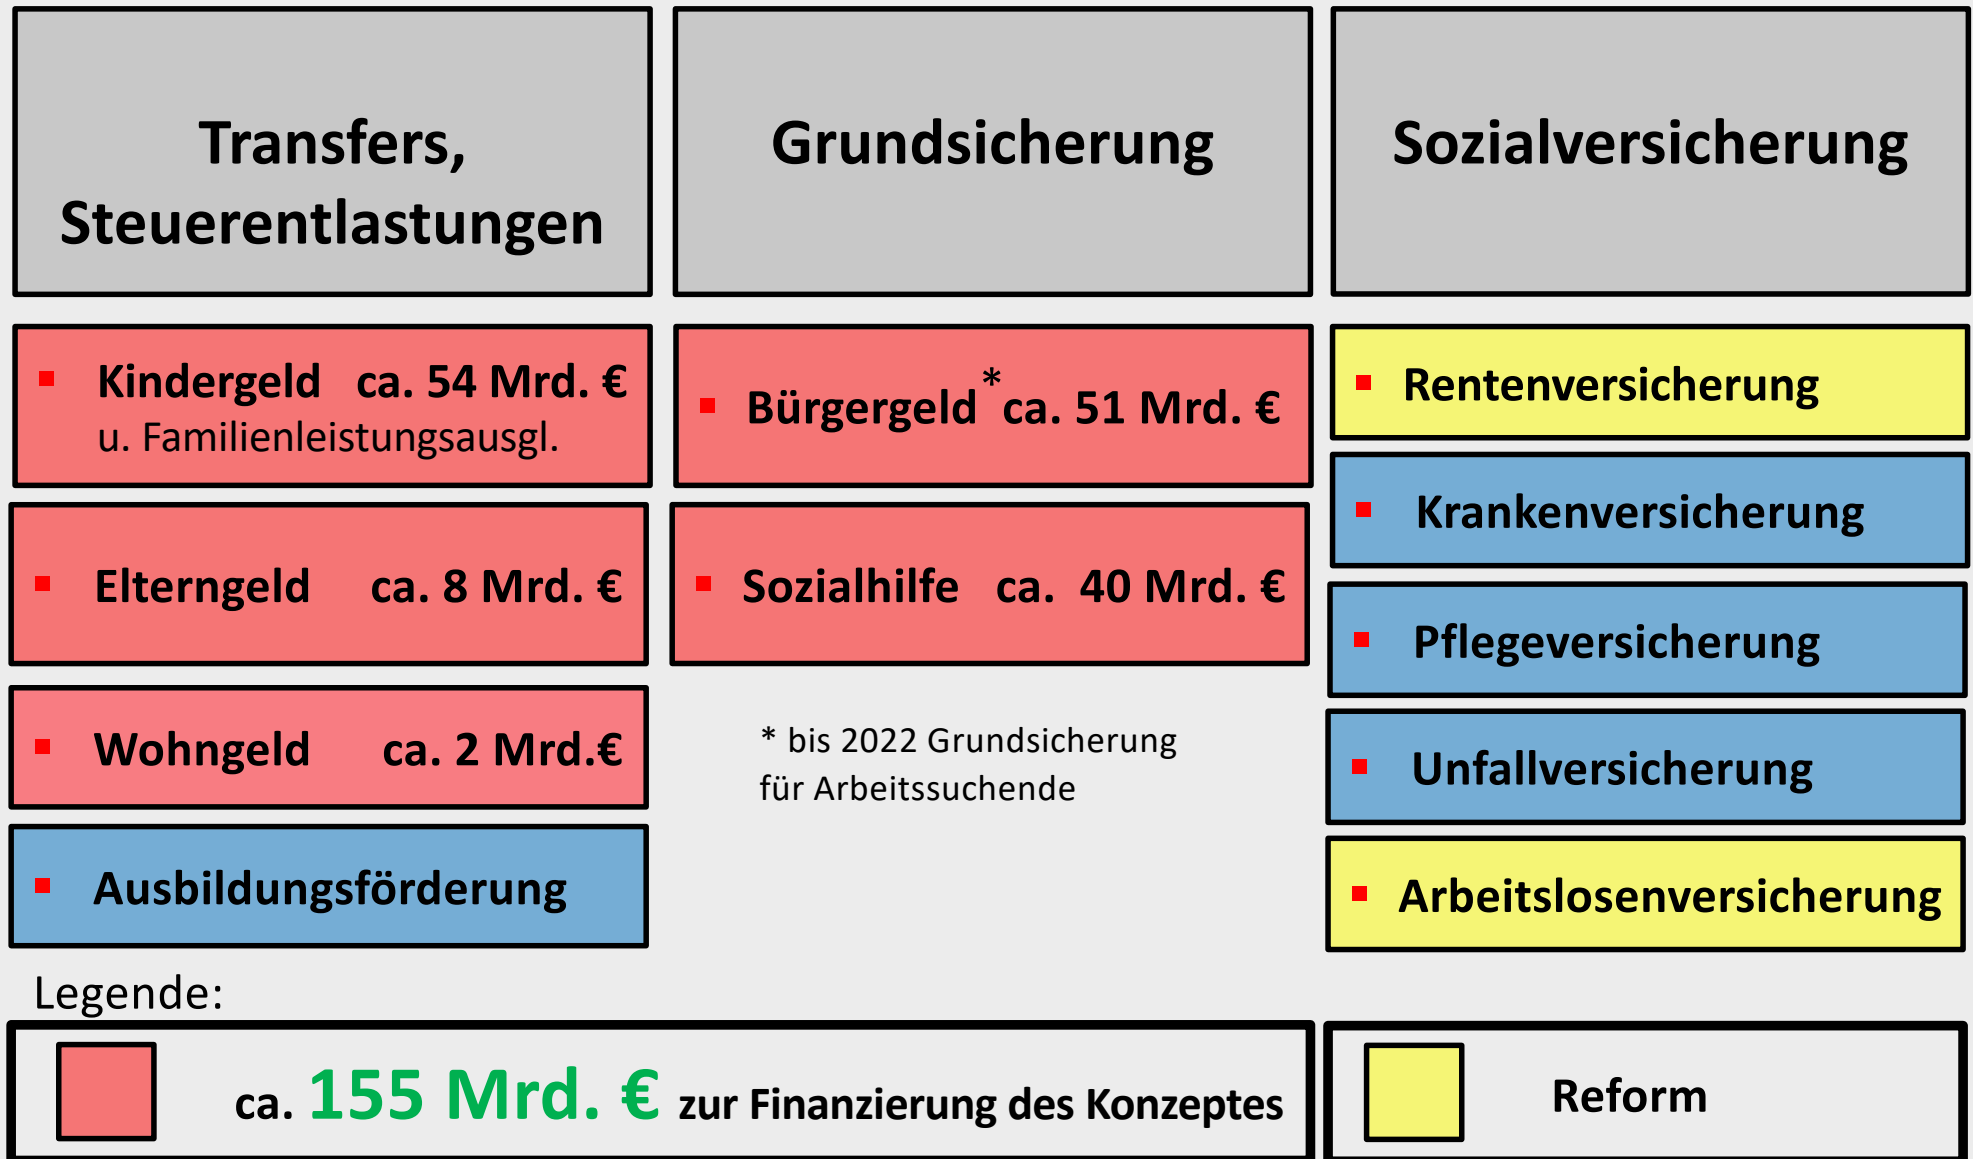 Transfers,
Steuerentlastungen
Grundsicherung
Sozialversicherung
▪ Kindergeld ca. 54 Mrd. €
u. Familienleistungsausgl.
▪ Elterngeld ca. 8 Mrd. €
▪ Wohngeld ca. 2 Mrd.€
▪ Ausbildungsförderung
▪ Bürgergeld* ca. 51 Mrd. €
▪ Sozialhilfe ca. 40 Mrd. €
* bis 2022 Grundsicherung
für Arbeitssuchende
▪ Rentenversicherung
▪ Krankenversicherung
▪ Pflegeversicherung
▪ Unfallversicherung
▪ Arbeitslosenversicherung
Legende:
ca. 155 Mrd. € zur Finanzierung des Konzeptes
Reform